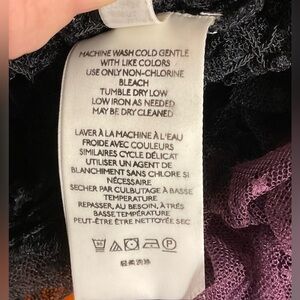 MACHINE WASH COLD GENTLE
WITH LIKE COLORS
USE ONLY NON-CHLORINE
BLEACH
TUMBLE DRY LOW
LOW IRON AS NEEDED
MAY BE DRYCLEANED
LAVER À LA MACHINE À L'EAU
FROIDE AVEC COULEURS
SIMILAIRES CYCLE DÉLICAT
UTILISER UN AGENT DE
BLANCHIMENT SANS CHLORE SI
NÉCESSAIRE
SÉCHER PAR CULBUTAGE À BASSE
TEMPÉRATURE
REPASSER, AU BESOIN, À TRÈS
BASSE TEMPÉRATURE
PEUT-ÊTRE ÊTRE NETTOYÉE SEC